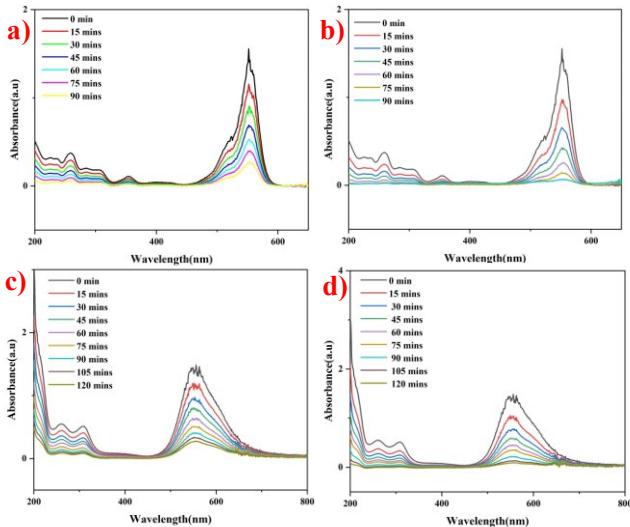 a)
Absorbance(a.u)
2
1
0
0 min
15 mins
30 mins
45 mins
60 mins
75 mins
90 mins
200
400
600
Wavelength(nm)
b)
Absorbance(a.u)
2
1
0
0 min
15 mins
30 mins
45 mins
60 mins
75 mins
90 mins
200
400
600
Wavelength(nm)
c)
Absorbance(a.u)
2
0
0 min
15 mins
30 mins
45 mins
60 mins
75 mins
90 mins
105 mins
120 mins
200
300
400
500
600
700
800
Wavelength(nm)
d)
Absorbance(a.u)
4
2
0
0 min
15 mins
30 mins
45 mins
60 mins
75 mins
90 mins
105 mins
120 mins
200
400
600
800
Wavelength(nm)